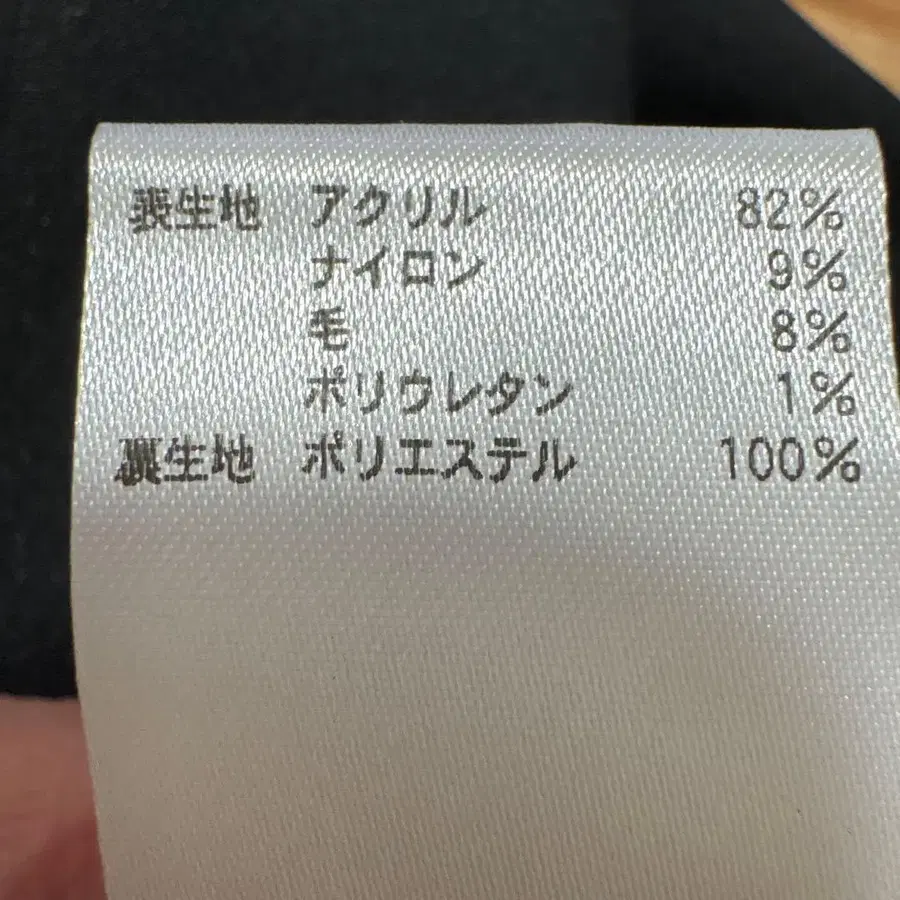 表生地 アクリル 82%
ナイロン 9%
毛 8%
ポリウレタン 1%
裏生地 ポリエステル 100%